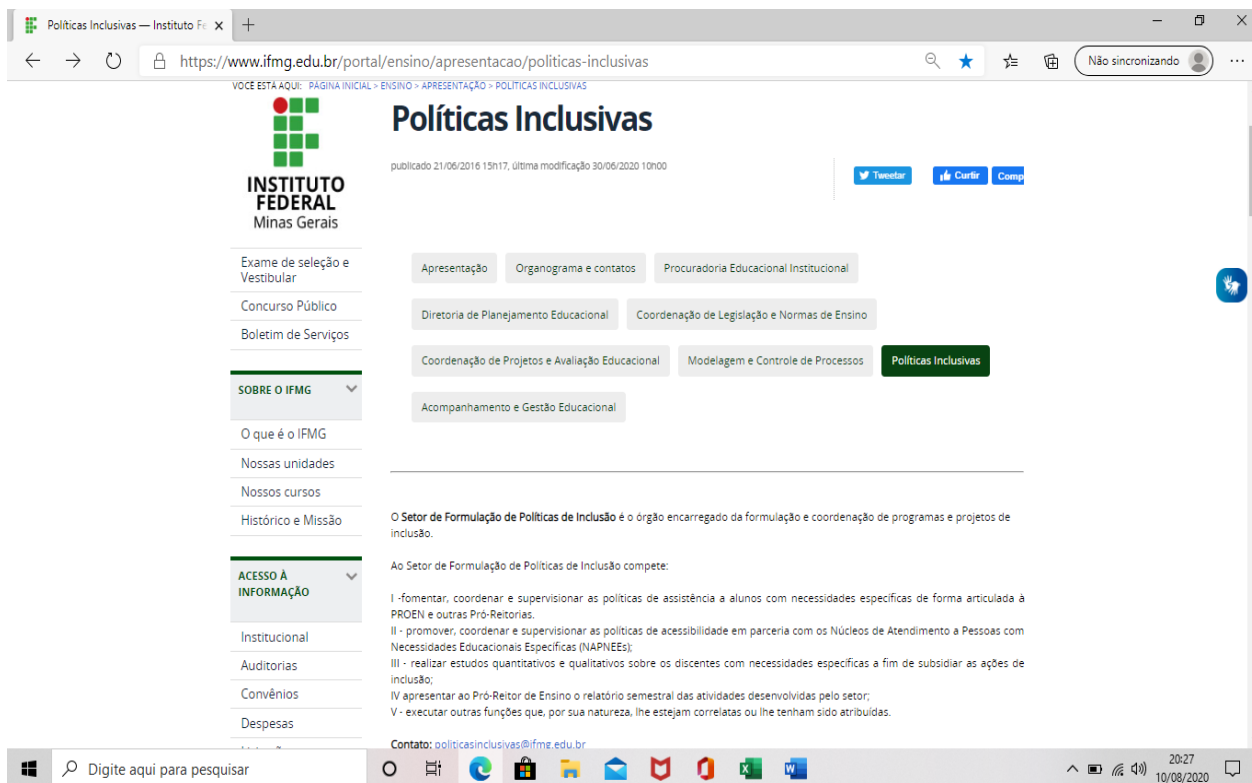 Políticas Inclusivas — Instituto Fe
https://www.ifmg.edu.br/portal/ensino/apresentacao/politicas-inclusivas
Não sincronizando
VOCÊ ESTÁ AQUI: PÁGINA INICIAL > ENSINO > APRESENTAÇÃO > POLÍTICAS INCLUSIVAS
INSTITUTO
FEDERAL
Minas Gerais
Exame de seleção e
Vestibular
Concurso Público
Boletim de Serviços
SOBRE O IFMG
O que é o IFMG
Nossas unidades
Nossos cursos
Histórico e Missão
ACESSO À
INFORMAÇÃO
Institucional
Auditorias
Convênios
Despesas
Políticas Inclusivas
publicado 21/06/2016 15h17, última modificação 30/06/2020 10h00
Tweetar
Curtir
Comp
Apresentação
Organograma e contatos
Procuradoria Educacional Institucional
Diretoria de Planejamento Educacional
Coordenação de Legislação e Normas de Ensino
Coordenação de Projetos e Avaliação Educacional
Modelagem e Controle de Processos
Políticas Inclusivas
Acompanhamento e Gestão Educacional
O Setor de Formulação de Políticas de Inclusão é o órgão encarregado da formulação e coordenação de programas e projetos de
inclusão.
Ao Setor de Formulação de Políticas de Inclusão compete:
I -fomentar, coordenar e supervisionar as políticas de assistência a alunos com necessidades específicas de forma articulada à
PROEN e outras Pró-Reitorias.
II - promover, coordenar e supervisionar as políticas de acessibilidade em parceria com os Núcleos de Atendimento a Pessoas com
Necessidades Educacionais Específicas (NAPNEEs);
III - realizar estudos quantitativos e qualitativos sobre os discentes com necessidades específicas a fim de subsidiar as ações de
inclusão;
IV apresentar ao Pró-Reitor de Ensino o relatório semestral das atividades desenvolvidas pelo setor;
V - executar outras funções que, por sua natureza, lhe estejam correlatas ou lhe tenham sido atribuídas.
Contato: politicasinclusivas@ifmg.edu.br
Digite aqui para pesquisar
20:27
10/08/2020